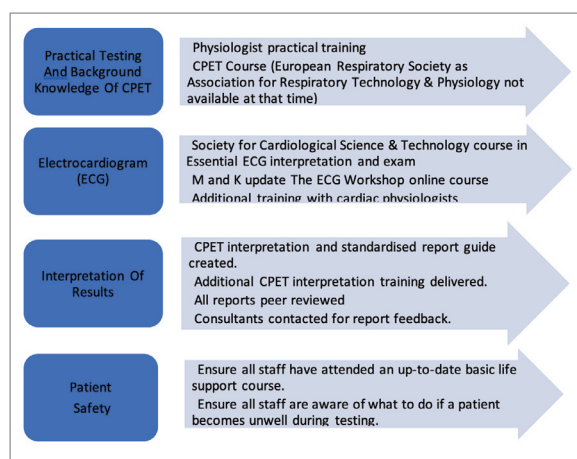 Practical Testing
And Background
Knowledge Of CPET
Physiologist practical training
CPET Course (European Respiratory Society as
Association for Respiratory Technology & Physiology not
available at that time)
Electrocardiogram
(ECG)
Society for Cardiological Science & Technology course in
Essential ECG interpretation and exam
M and K update The ECG Workshop online course
Additional training with cardiac physiologists
Interpretation Of
Results
CPET interpretation and standardised report guide
created.
Additional CPET interpretation training delivered.
All reports peer reviewed
Consultants contacted for report feedback.
Patient
Safety
Ensure all staff have attended an up-to-date basic life
support course.
Ensure all staff are aware of what to do if a patient
becomes unwell during testing.